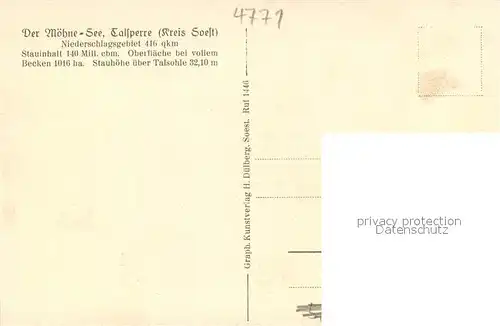 Der Möhne-See, Talsperre (Kreis Soest)
Niederschlagsgebiet 416 qkm
Stauinhalt 140 Mill. cbm. Oberfläche bei vollem
Becken 1016 ha. Stauhöhe über Talsohle 32,10 m
4771
Graph. Kunstverlag H. Dülberg, Soest. Ruf 1446
privacy protection